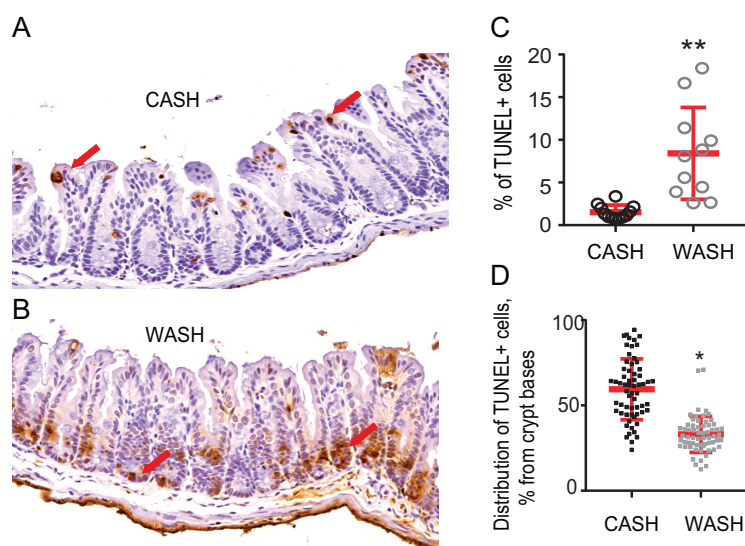 A
CASH
B
WASH
C
**
% of TUNEL+ cells
20
15
10
5
0
CASH WASH
D
*
Distribution of TUNEL+ cells,
% from crypt bases
100
50
0
CASH WASH